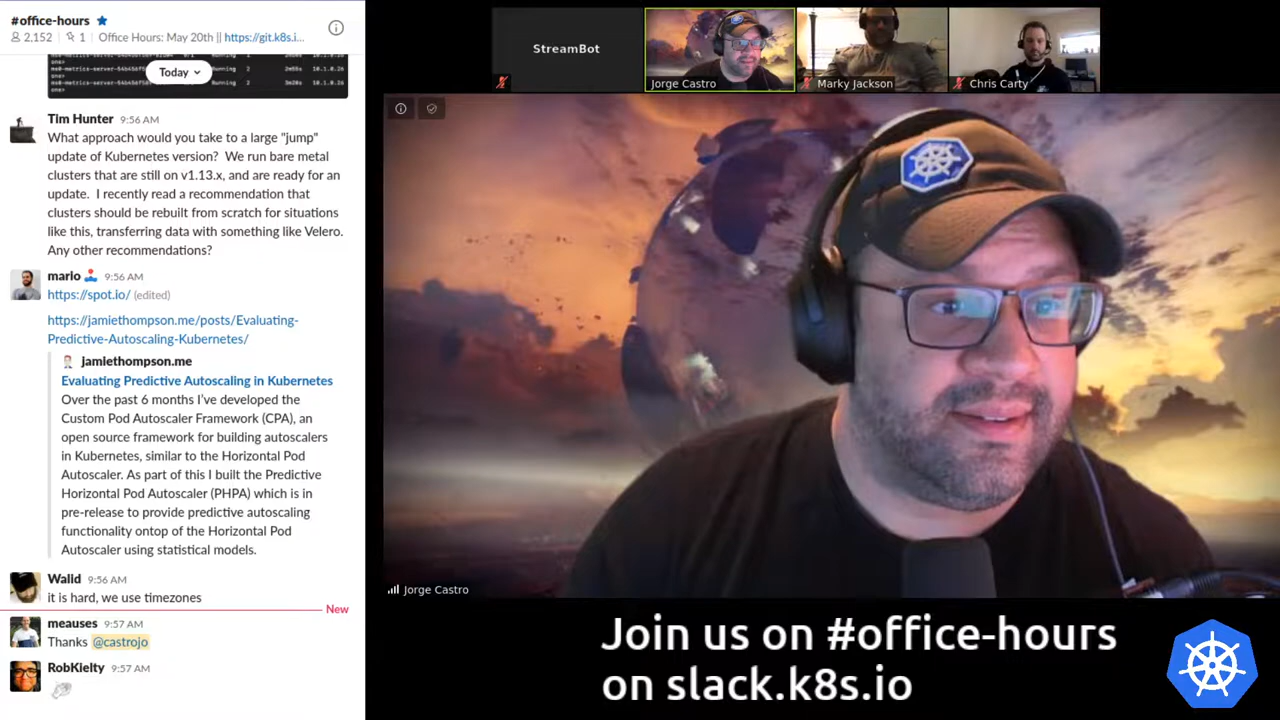 #office-hours
2,152 1 Office Hours: May 20th || https://git.k8s.i...
Today
Tim Hunter 9:56 AM
What approach would you take to a large "jump"
update of Kubernetes version? We run bare metal
clusters that are still on v1.13.x, and are ready for an
update. I recently read a recommendation that
clusters should be rebuilt from scratch for situations
like this, transferring data with something like Velero.
Any other recommendations?
mario 9:56 AM
https://spot.io/ (edited)
https://jamiethompson.me/posts/Evaluating-
Predictive-Autoscaling-Kubernetes/
jamiethompson.me
Evaluating Predictive Autoscaling in Kubernetes
Over the past 6 months I've developed the
Custom Pod Autoscaler Framework (CPA), an
open source framework for building autoscalers
in Kubernetes, similar to the Horizontal Pod
Autoscaler. As part of this I built the Predictive
Horizontal Pod Autoscaler (PHPA) which is in
pre-release to provide predictive autoscaling
functionality ontop of the Horizontal Pod
Autoscaler using statistical models.
Walid 9:56 AM
it is hard, we use timezones
New
meauses 9:57 AM
Thanks @castrojo
RobKielty 9:57 AM
StreamBot
Jorge Castro
Marky Jackson
Chris Carty
Jorge Castro
Join us on #office-hours
on slack.k8s.io